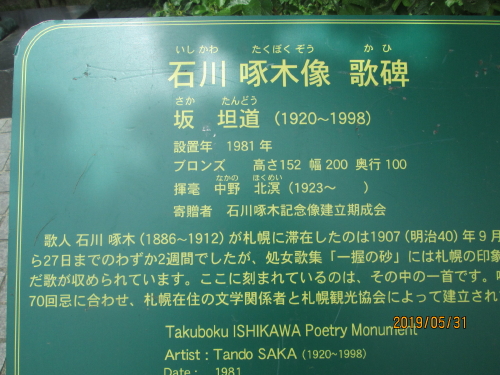 いしかわ たくぼくぞう かひ
石川 啄木像 歌碑
さか たんどう
坂 坦道 (1920~1998)
設置年 1981年
ブロンズ 高さ152 幅200 奥行100
なかの ほくめい
揮毫 中野 北溟 (1923~ )
寄贈者 石川啄木記念像建立期成会
歌人 石川 啄木 (1886~1912) が札幌に滞在したのは1907 (明治40) 年9月
ら27日までのわずか2週間でしたが、処女歌集「一握の砂」には札幌の印象
だ歌が収められています。ここに刻まれているのは、その中の一首です。
70回忌に合わせ、札幌在住の文学関係者と札幌観光協会によって建立され
Takuboku ISHIKAWA Poetry Monument
2019/05/31
Artist : Tando SAKA (1920~1998)
Date : 1981